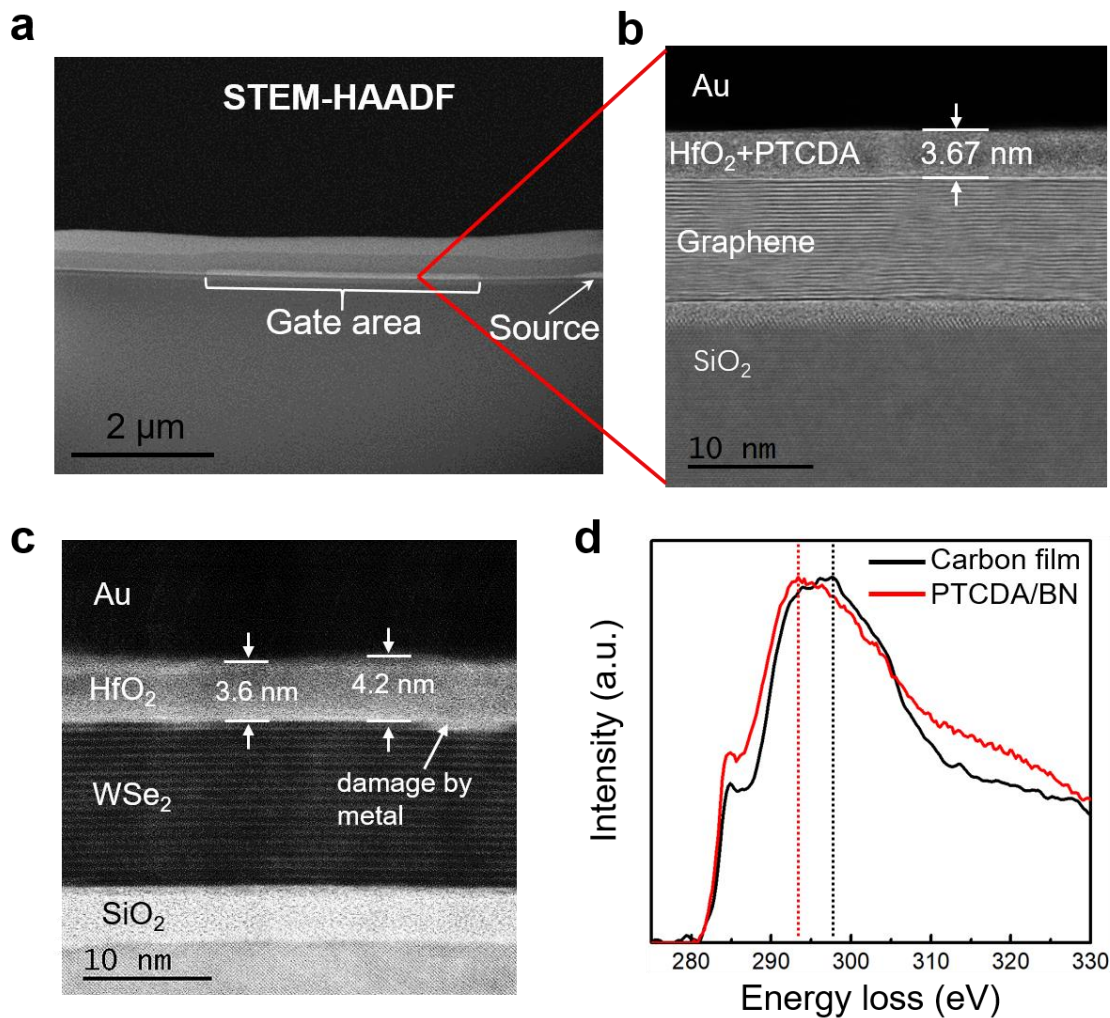 a
STEM-HAADF
Gate area
Source
2 μm
b
Au
HfO₂+PTCDA
3.67 nm
Graphene
SiO₂
10 nm
c
Au
HfO₂
3.6 nm
4.2 nm
damage by
metal
WSe₂
SiO₂
10 nm
d
Carbon film
PTCDA/BN
Intensity (a.u.)
280 290 300 310 320 330
Energy loss (eV)